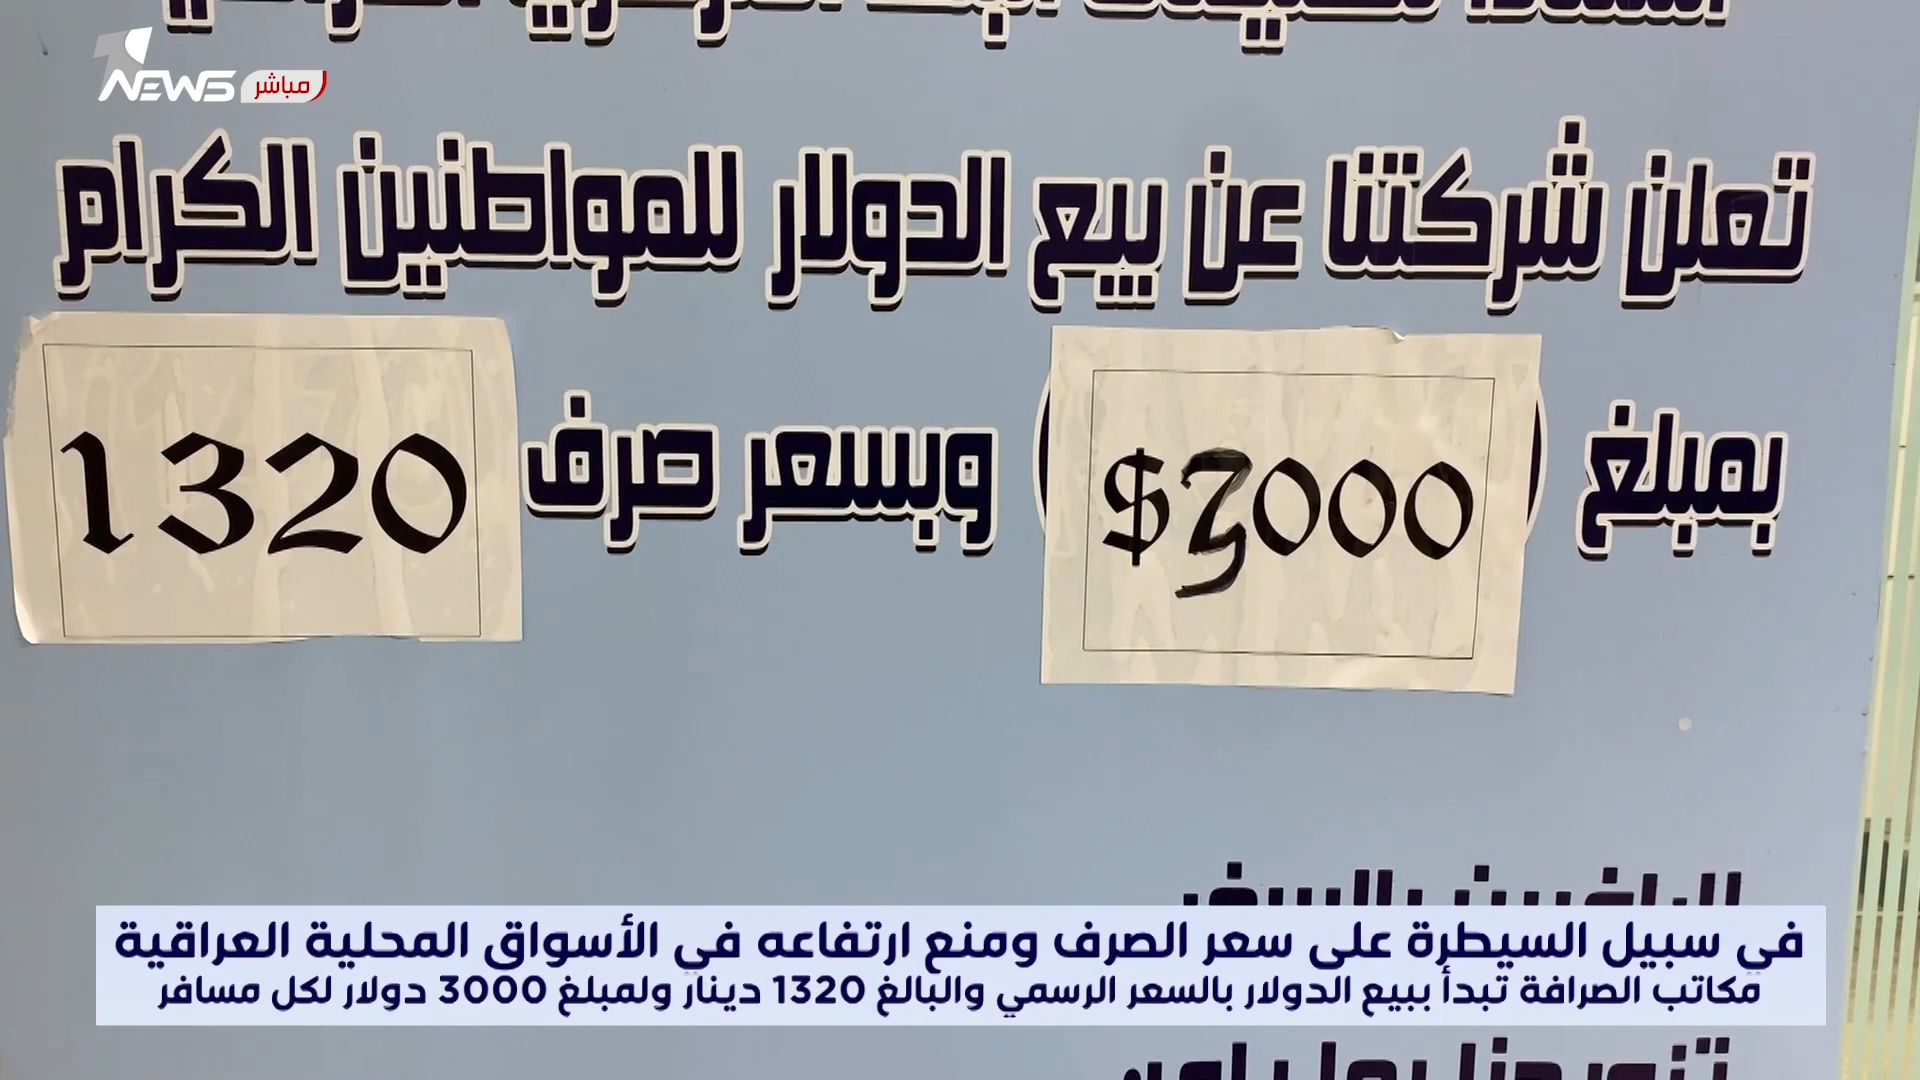 NEWS مباشر
تعلن شركتنا عن بيع الدولار للمواطنين الكرام
بمبلغ $3000 وبسعر صرف 1320
في سبيل السيطرة على سعر الصرف ومنع ارتفاعه في الأسواق المحلية العراقية
مكاتب الصرافة تبدأ ببيع الدولار بالسعر الرسمي والبالغ 1320 دينار ولمبلغ 3000 دولار لكل مسافر